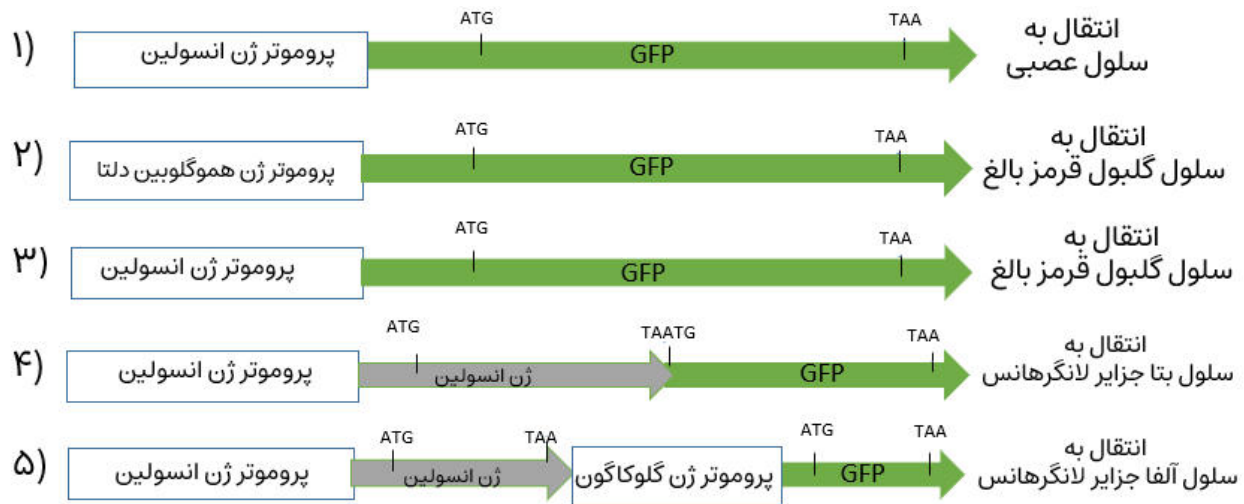 ۱)
ATG
TAA
پروموتر ژن انسولین
GFP
انتقال به
سلول عصبی
۲)
ATG
TAA
پروموتر ژن هموگلوبین دلتا
GFP
انتقال به
سلول گلبول قرمز بالغ
۳)
ATG
TAA
پروموتر ژن انسولین
GFP
انتقال به
سلول گلبول قرمز بالغ
۴)
ATG
TAATG
TAA
پروموتر ژن انسولین
ژن انسولین
GFP
انتقال به
سلول بتا جزایر لانگرهانس
۵)
ATG
TAA
ATG
TAA
پروموتر ژن انسولین
ژن انسولین
پروموتر ژن گلوکاگون
GFP
انتقال به
سلول آلفا جزایر لانگرهانس